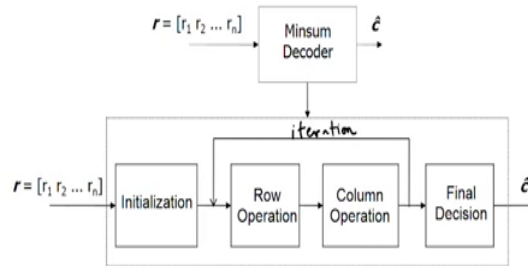 r = [r₁ r₂ ... rₙ]
Minsum
Decoder
ĉ
iteration
r = [r₁ r₂ ... rₙ]
Initialization
Row
Operation
Column
Operation
Final
Decision
ĉ